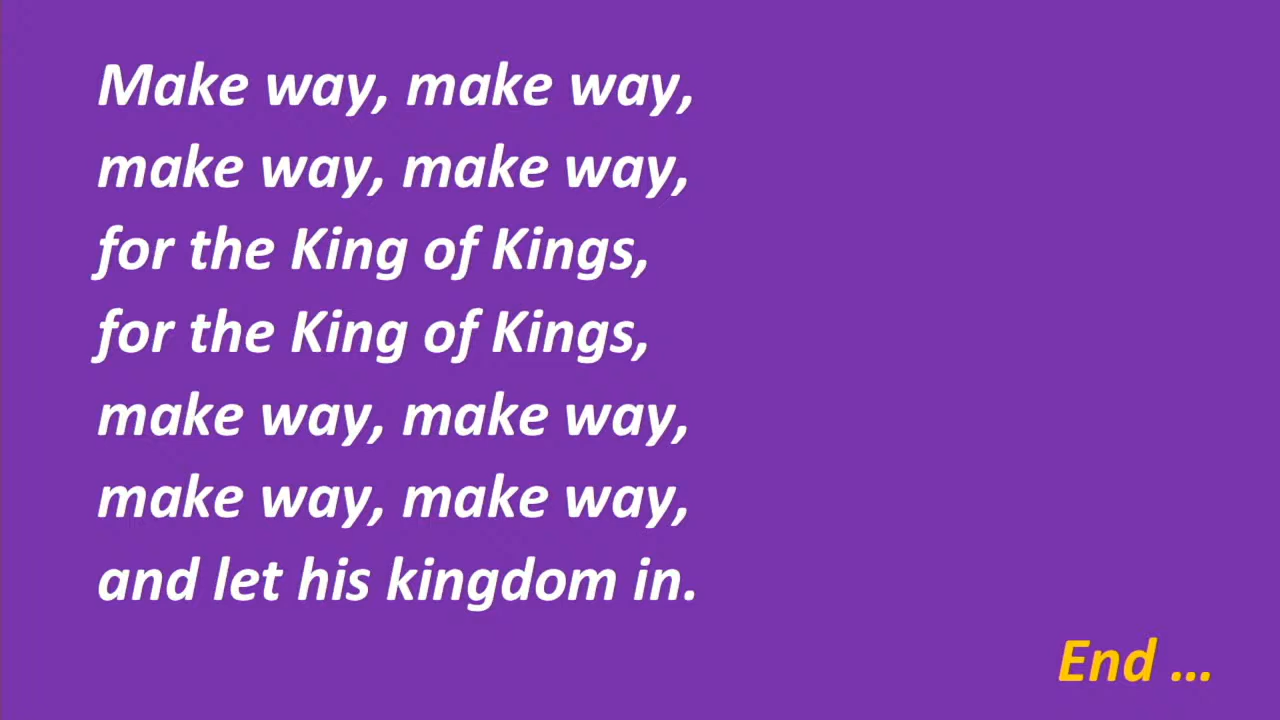 Make way, make way,
make way, make way,
for the King of Kings,
for the King of Kings,
make way, make way,
make way, make way,
and let his kingdom in.
End ...